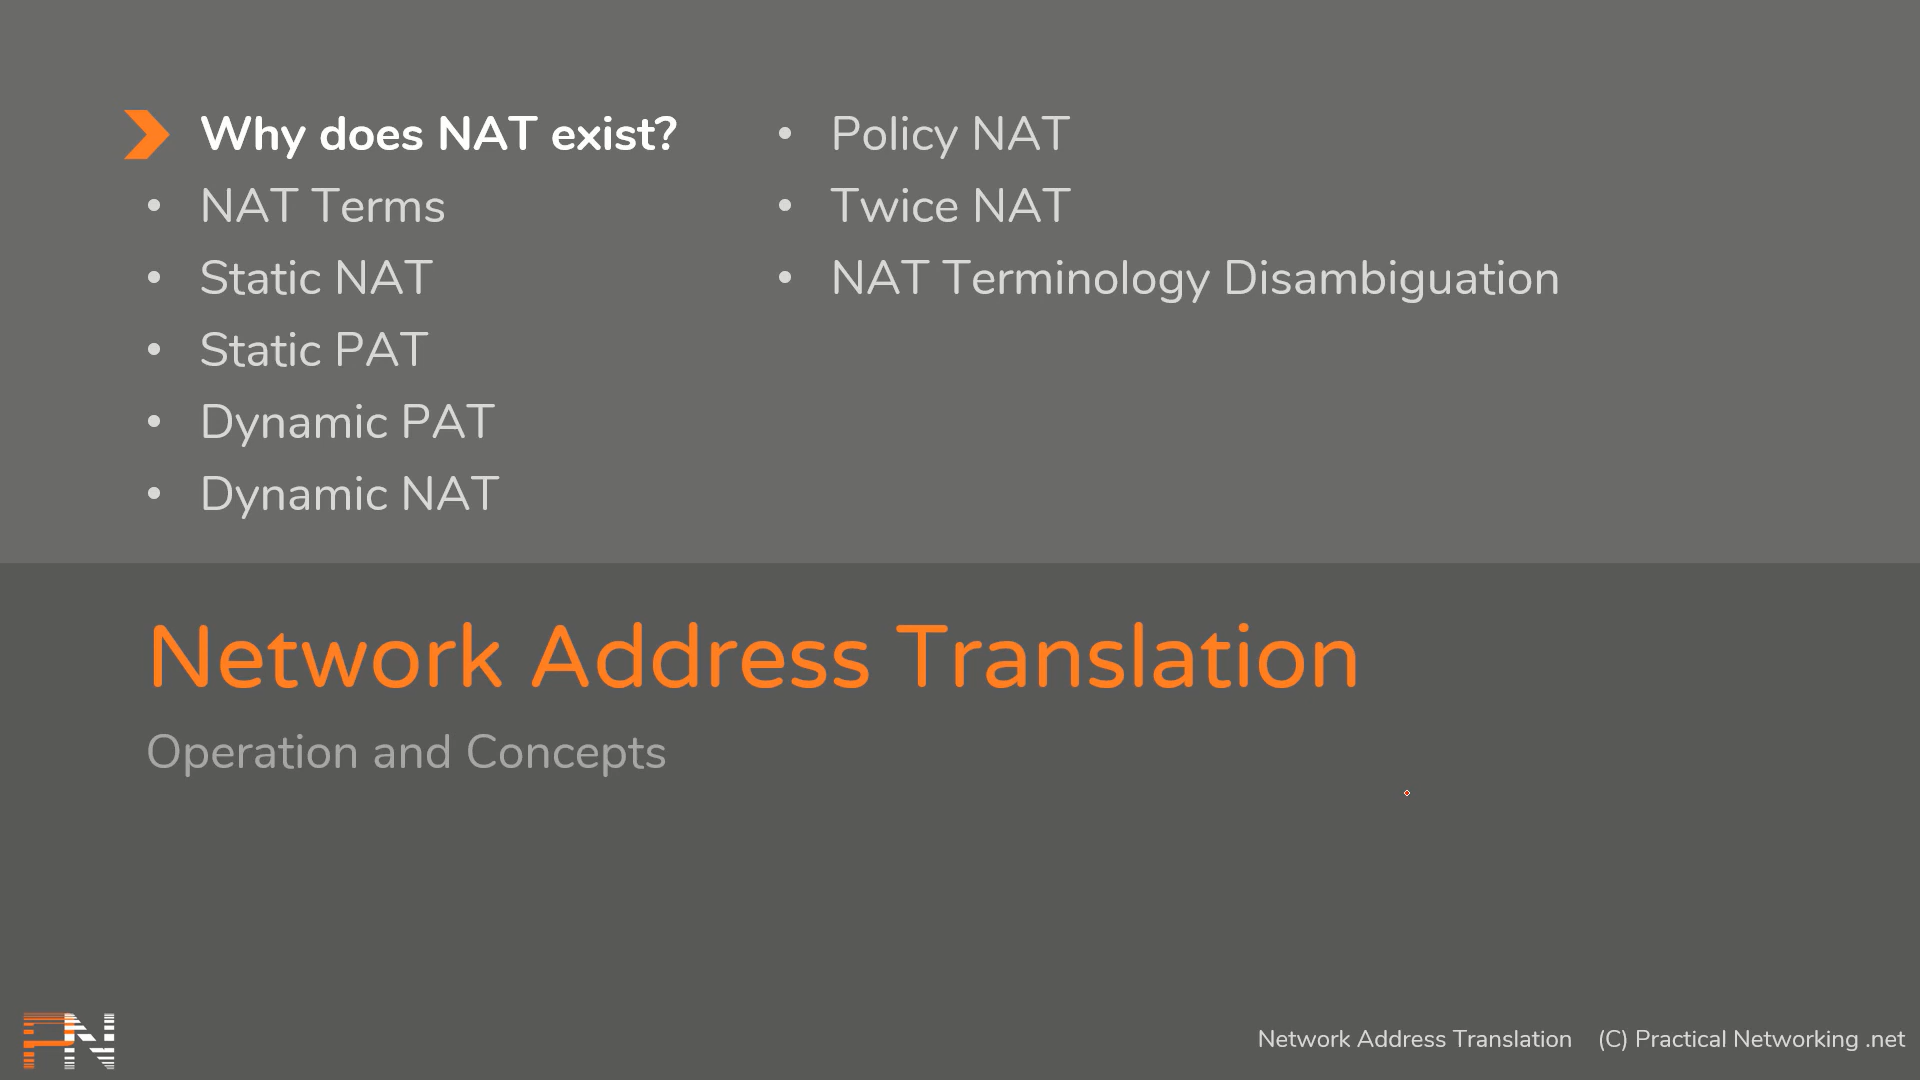 Why does NAT exist?
NAT Terms
Static NAT
Static PAT
Dynamic PAT
Dynamic NAT
Policy NAT
Twice NAT
NAT Terminology Disambiguation
Network Address Translation
Operation and Concepts
PN
Network Address Translation (C) Practical Networking .net